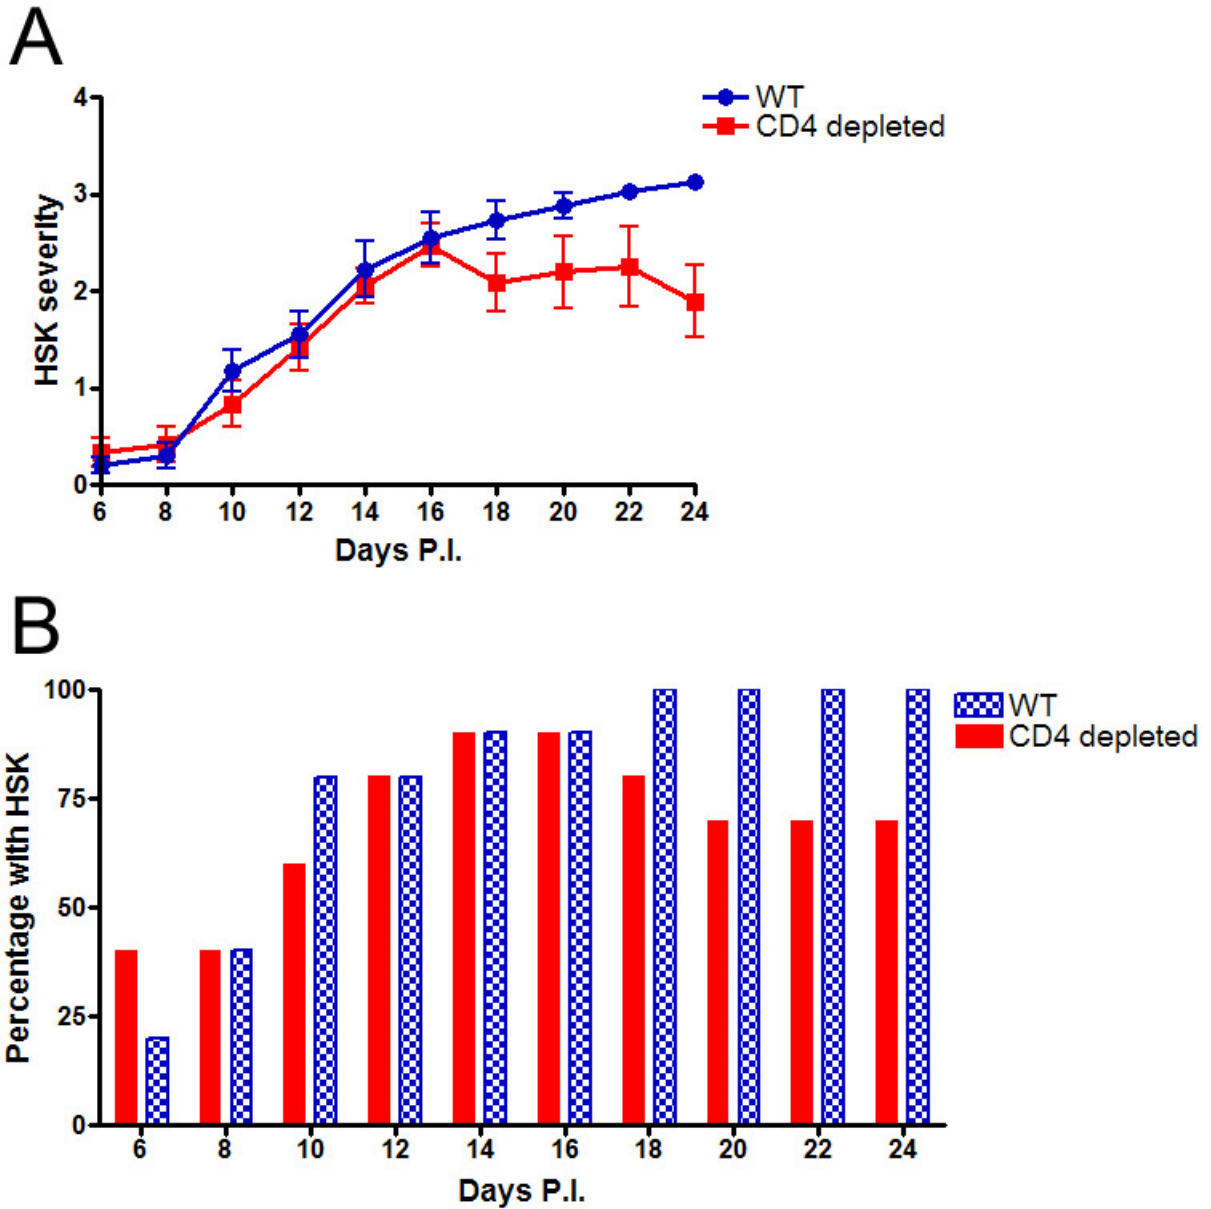 A
WT
CD4 depleted
HSK severity
4
3
2
1
0
6 8 10 12 14 16 18 20 22 24
Days P.I.
B
WT
CD4 depleted
Percentage with HSK
100
75
50
25
0
6 8 10 12 14 16 18 20 22 24
Days P.I.